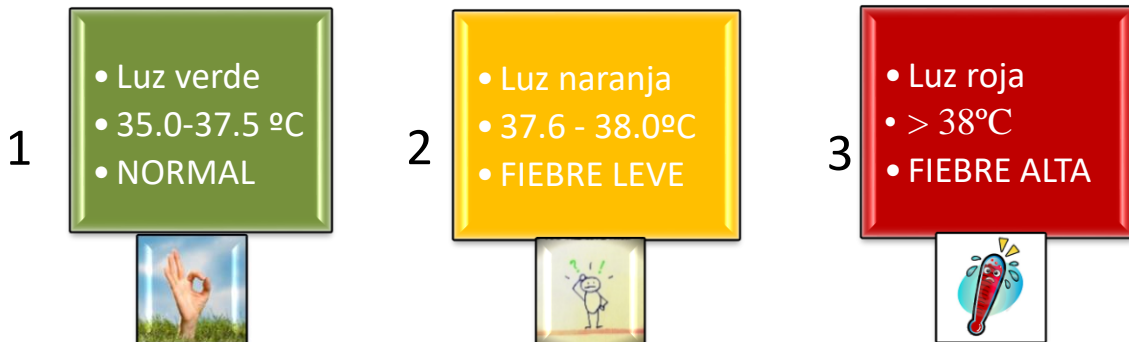 1
• Luz verde
• 35.0-37.5 ºC
• NORMAL
2
• Luz naranja
• 37.6 - 38.0ºC
• FIEBRE LEVE
3
• Luz roja
• > 38ºC
• FIEBRE ALTA